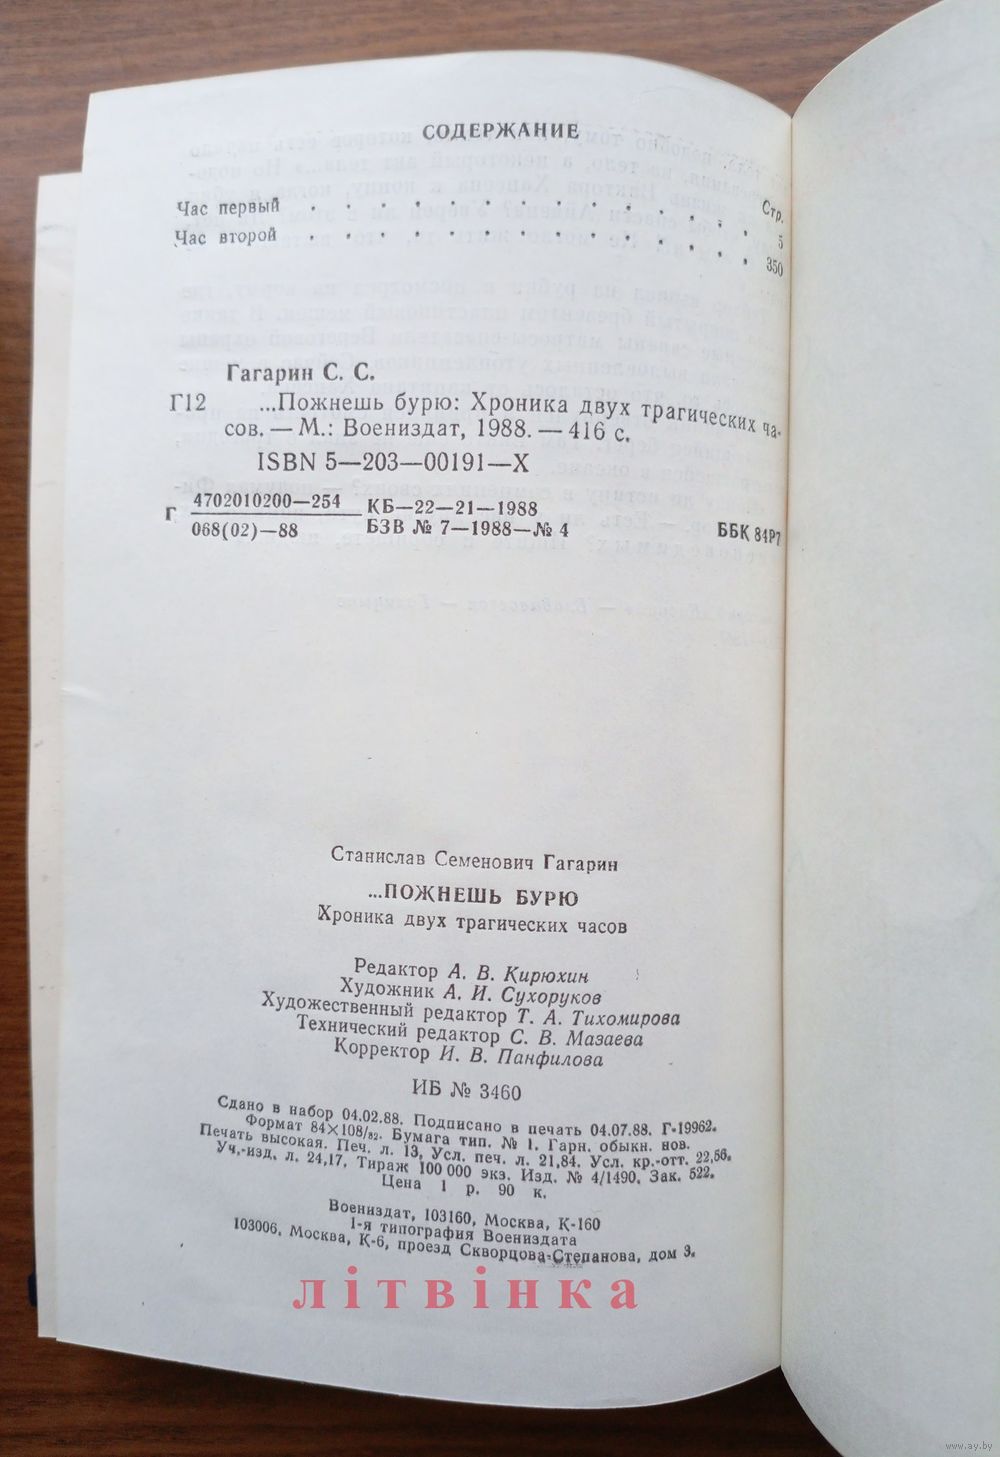 СОДЕРЖАНИЕ
Стр.
Час первый . . . . . . . . . . . . . . . . 5
Час второй . . . . . . . . . . . . . . . . 350
Гагарин С. С.
Г12 ...Пожнешь бурю: Хроника двух трагических ча-
сов. — М.: Воениздат, 1988. — 416 с.
ISBN 5—203—00191—X
Г 4702010200—254 КБ—22—21—1988
068(02)—88 БЗВ № 7—1988—№ 4 ББК 84Р7
Станислав Семенович Гагарин
...ПОЖНЕШЬ БУРЮ
Хроника двух трагических часов
Редактор А. В. Кирюхин
Художник А. И. Сухоруков
Художественный редактор Т. А. Тихомирова
Технический редактор С. В. Мазаева
Корректор И. В. Панфилова
ИБ № 3460
Сдано в набор 04.02.88. Подписано в печать 04.07.88. Г-19962.
Формат 84×108/32. Бумага тип. № 1. Гарн. обыкн. нов.
Печать высокая. Печ. л. 13, Усл. печ. л. 21,84. Усл. кр.-отт. 22,56.
Уч.-изд. л. 24,17. Тираж 100 000 экз. Изд. № 4/1490. Зак. 522.
Цена 1 р. 90 к.
Воениздат, 103160, Москва, К-160
1-я типография Воениздата
103006, Москва, К-6, проезд Скворцова-Степанова, дом 3.
літвінка
www.ay.by